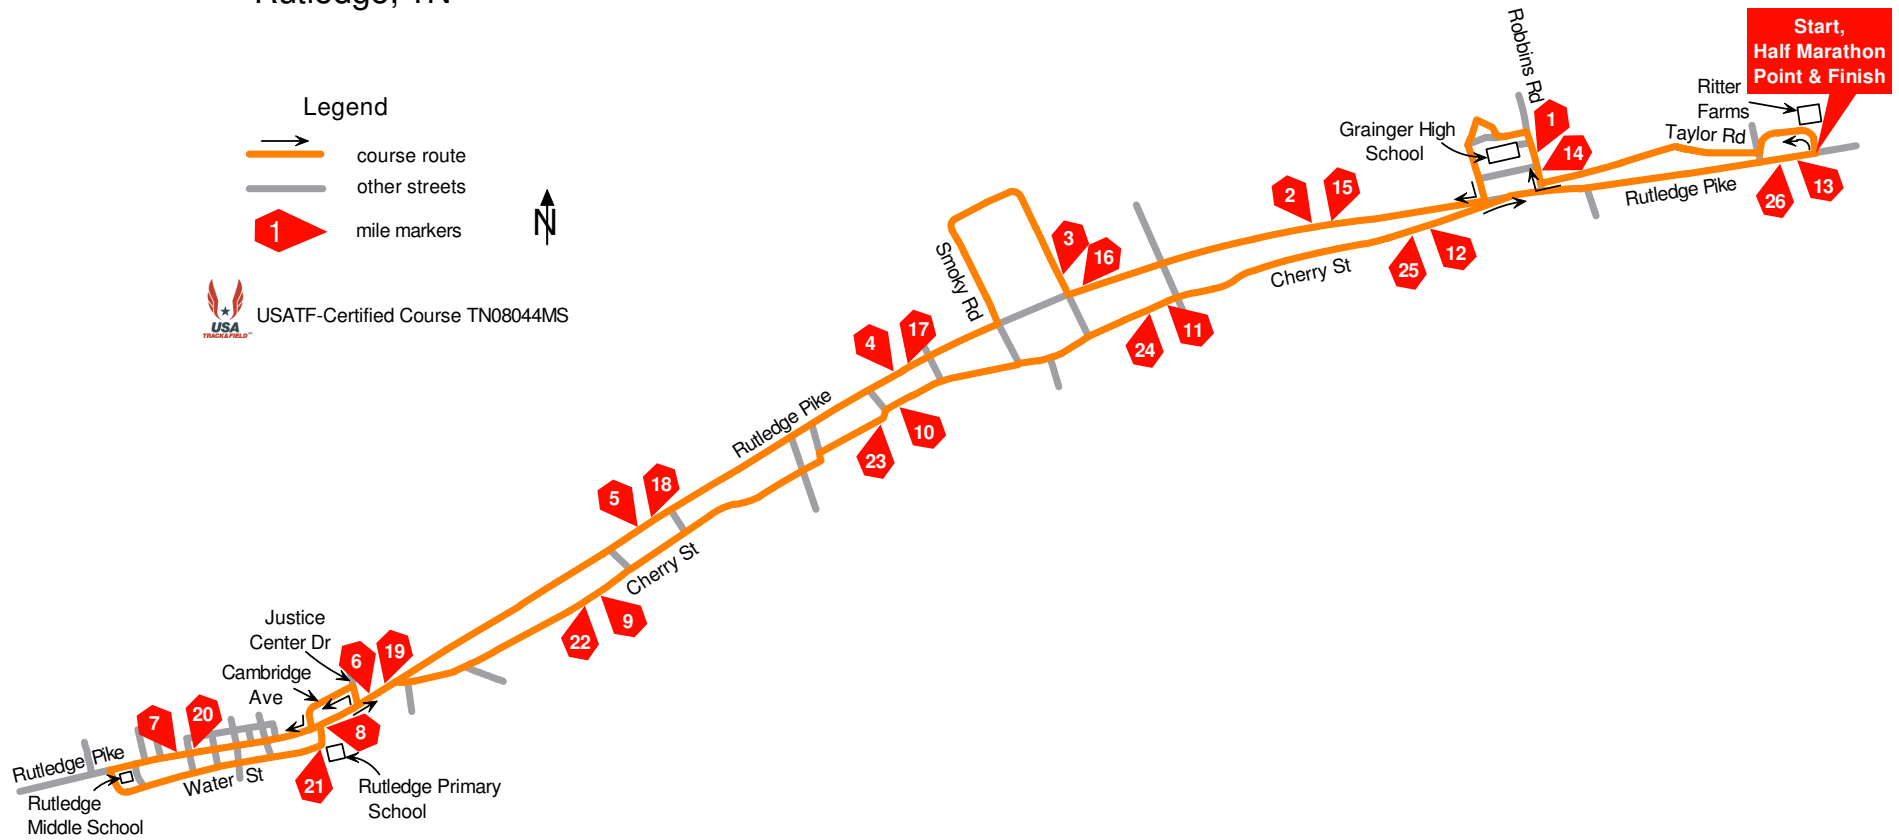 Rutledge, TN
Legend
course route
other streets
1
mile markers
N
USA
TRACK&FIELD
USATF-Certified Course TN08044MS
Start,
Half Marathon
Point & Finish
Ritter
Farms
Taylor Rd
Robbins Rd
Grainger High
School
1
14
Rutledge Pike
26
13
2
15
3
16
Smoky Rd
Cherry St
25
12
24
11
4
17
Rutledge Pike
23
10
5
18
Cherry St
22
9
Justice
Center Dr
Cambridge
Ave
6
19
7
20
8
21
Rutledge Pike
Water St
Rutledge Primary
School
Rutledge
Middle School